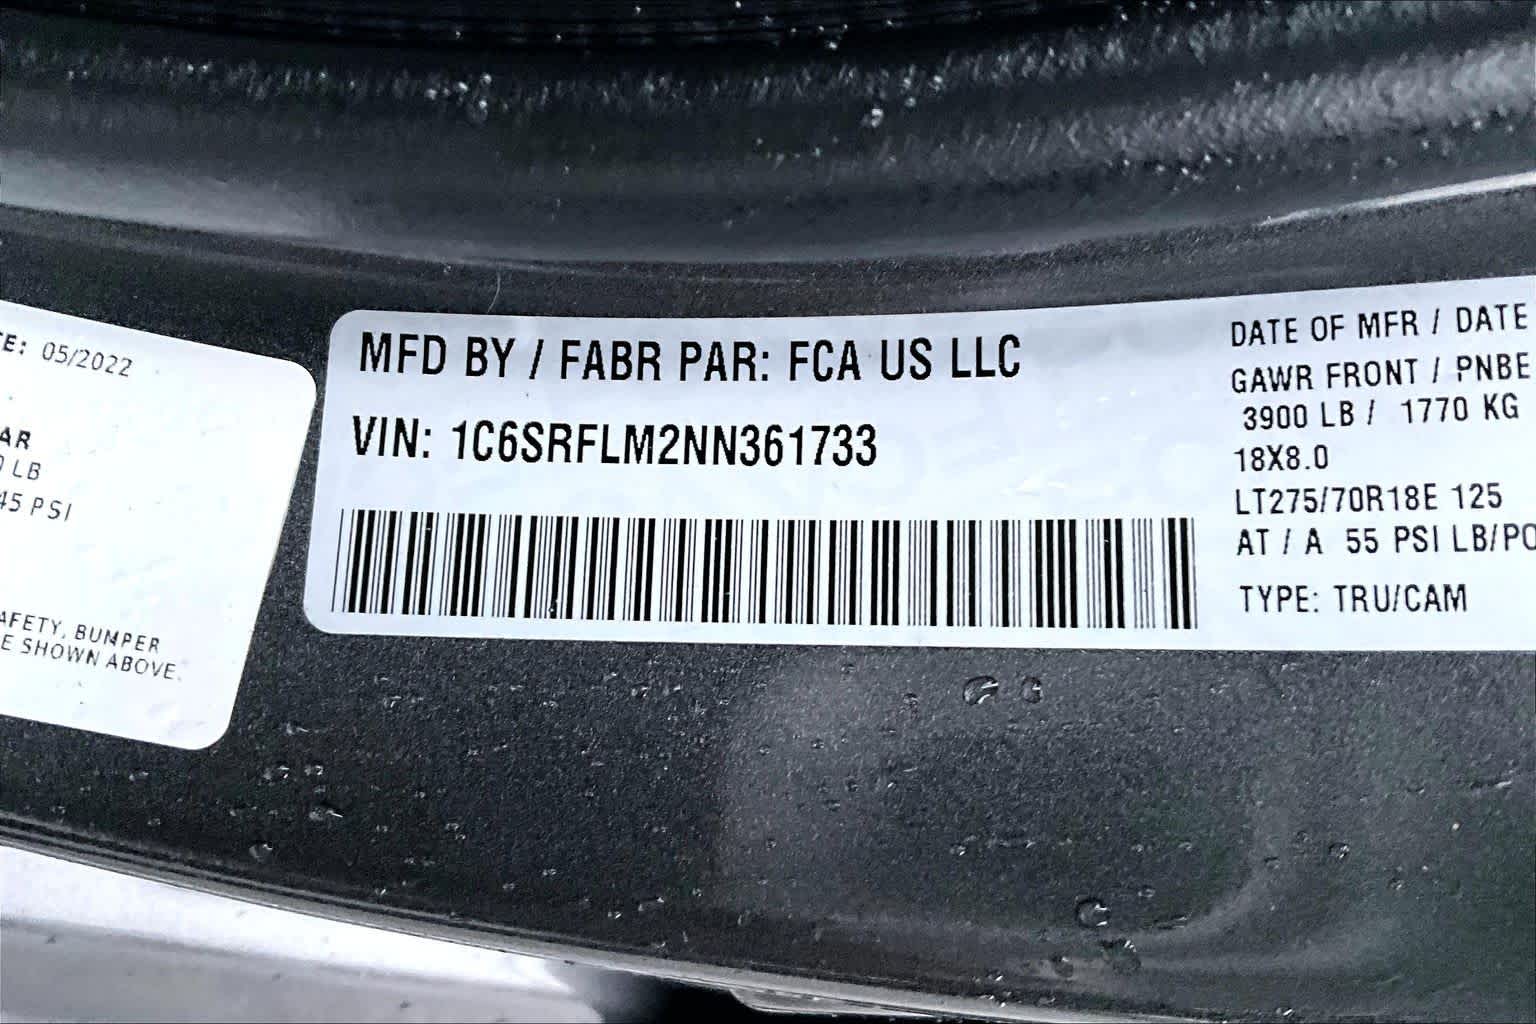 TE: 05/2022
AR
LB
45 PSI
AFETY, BUMPER
E SHOWN ABOVE.
MFD BY / FABR PAR: FCA US LLC
VIN: 1C6SRFLM2NN361733
DATE OF MFR / DATE
GAWR FRONT / PNBE
3900 LB / 1770 KG
18X8.0
LT275/70R18E 125
AT / A 55 PSI LB/PO
TYPE: TRU/CAM